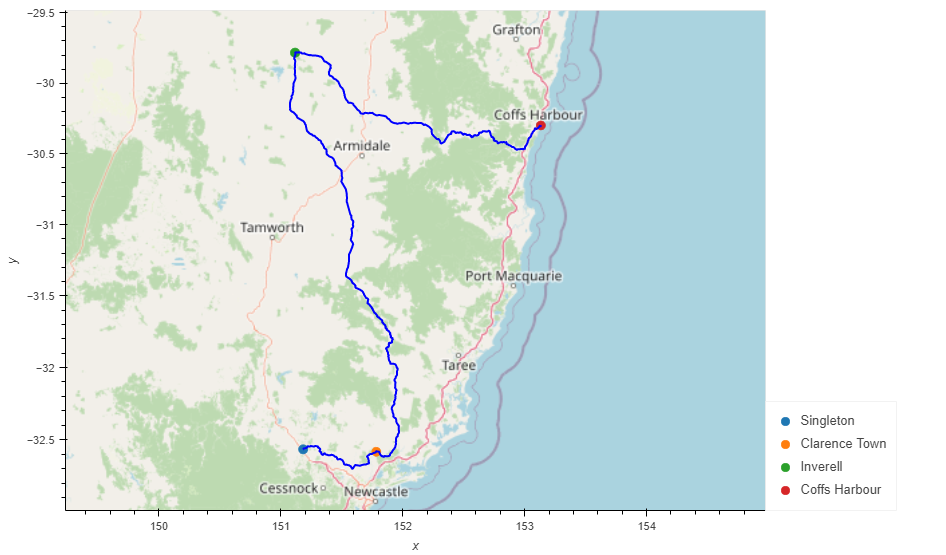 −29.5
Grafton
−30
Coffs Harbour
−30.5
Armidale
−31
Tamworth
y
Port Macquarie
−31.5
−32
Taree
Singleton
−32.5
Clarence Town
Inverell
Cessnock
Newcastle
Coffs Harbour
150
151
152
153
154
x